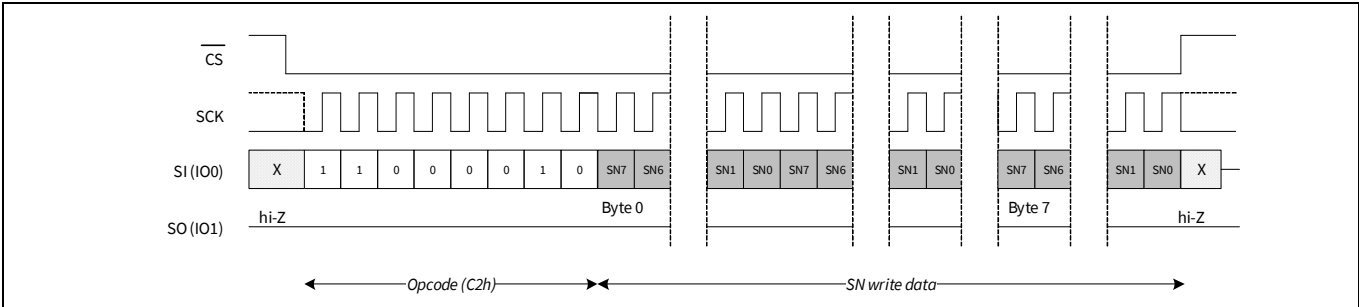 CS
SCK
SI (IO0) X 1 1 0 0 0 0 1 0 SN7 SN6 SN1 SN0 SN7 SN6 SN1 SN0 SN7 SN6 SN1 SN0 X
Byte 0 Byte 7
SO (IO1) hi-Z hi-Z
Opcode (C2h) SN write data